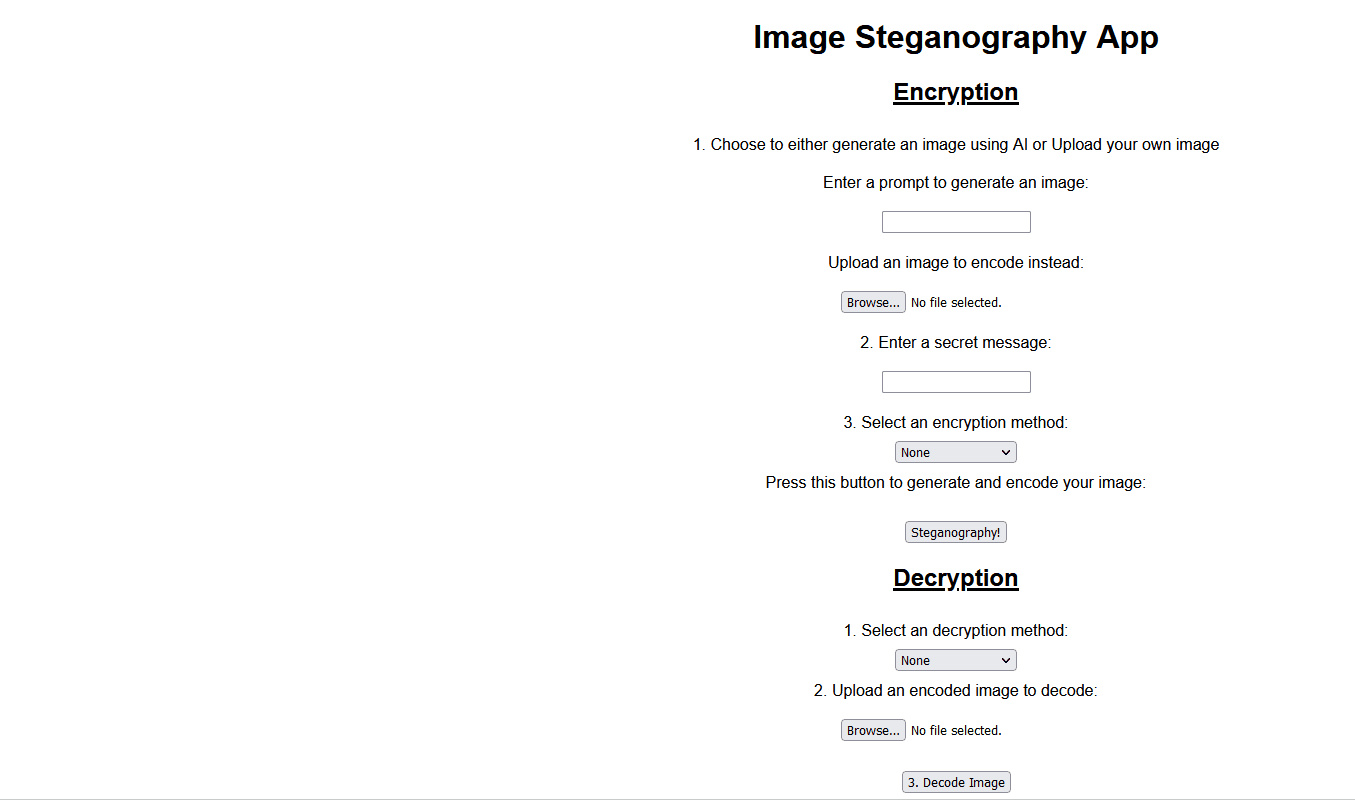 Image Steganography App
Encryption
1. Choose to either generate an image using AI or Upload your own image
Enter a prompt to generate an image:
Upload an image to encode instead:
Browse... No file selected.
2. Enter a secret message:
3. Select an encryption method:
None
Press this button to generate and encode your image:
Steganography!
Decryption
1. Select an decryption method:
None
2. Upload an encoded image to decode:
Browse... No file selected.
3. Decode Image